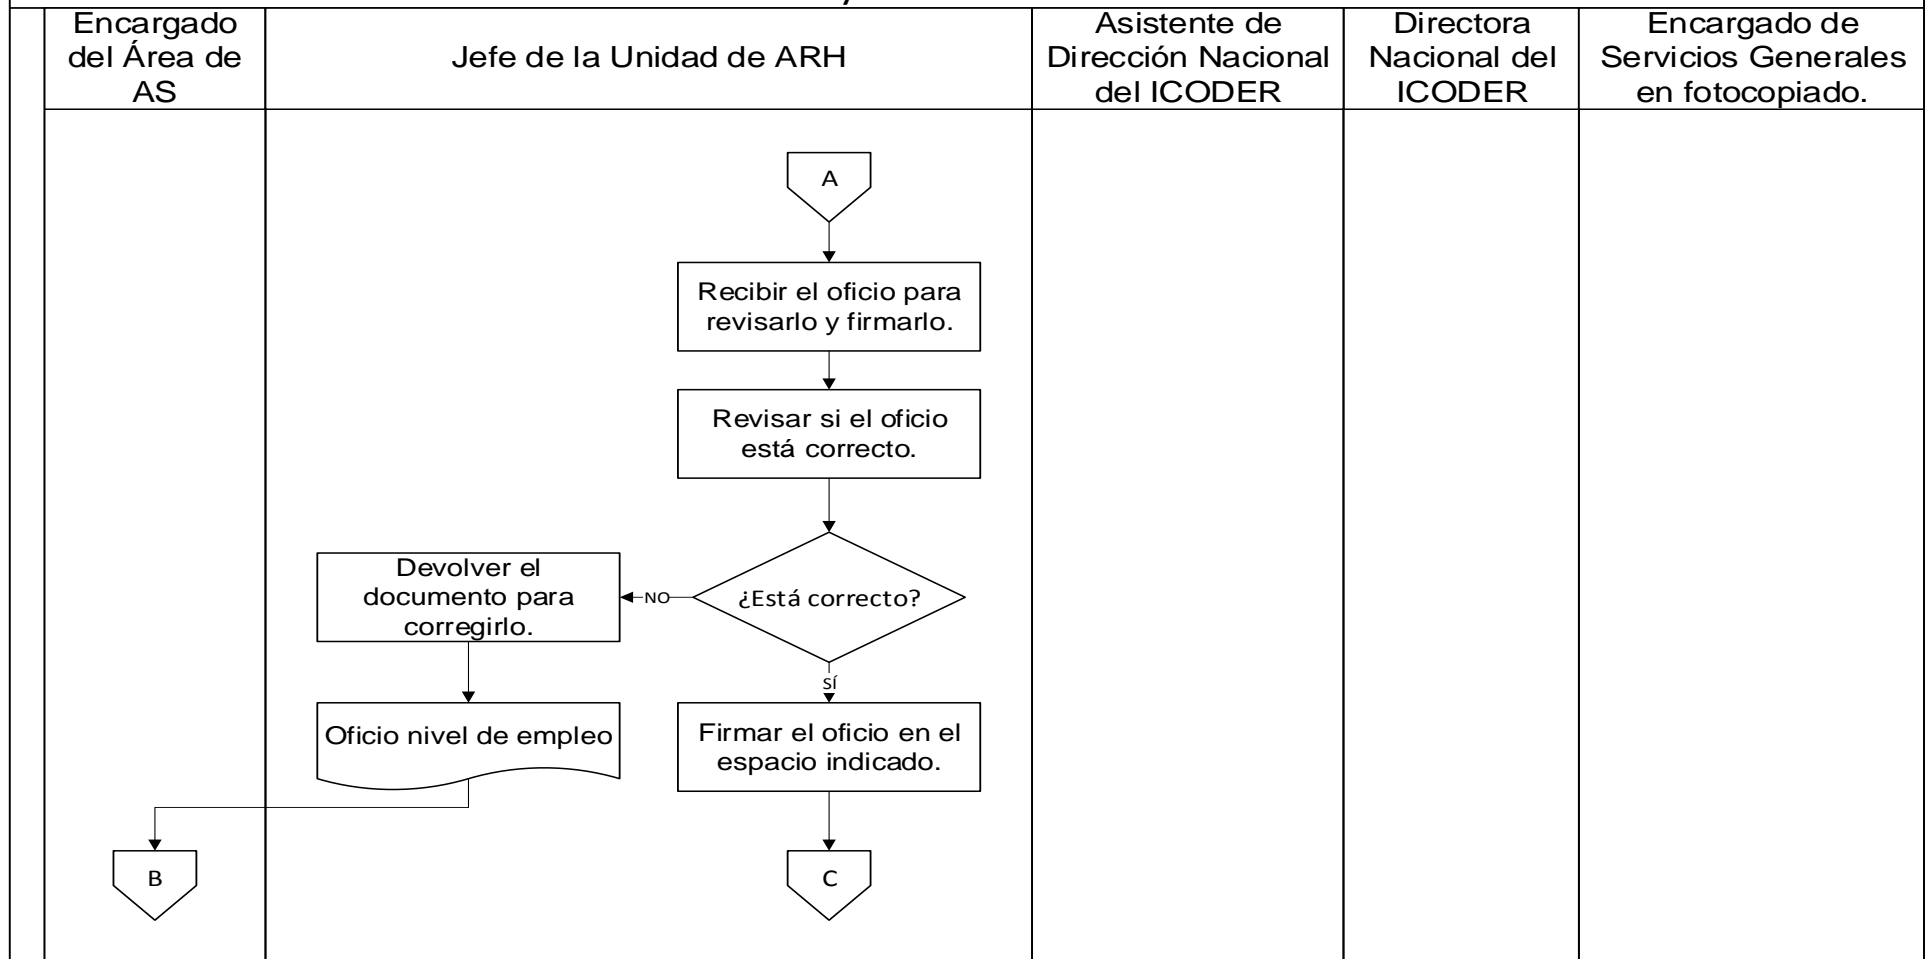 Encargado
del Área de
AS
Jefe de la Unidad de ARH
Asistente de
Dirección Nacional
del ICODER
Directora
Nacional del
ICODER
Encargado de
Servicios Generales
en fotocopiado.
A
Recibir el oficio para
revisarlo y firmarlo.
Revisar si el oficio
está correcto.
¿Está correcto?
NO
Devolver el
documento para
corregirlo.
Oficio nivel de empleo
sí
Firmar el oficio en el
espacio indicado.
B
C